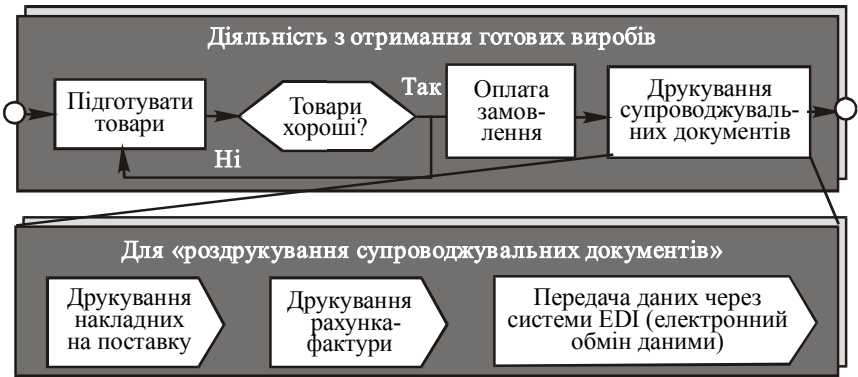 Діяльність з отримання готових виробів
Підготувати
товари
Товари
хороші?
Так
Ні
Оплата
замов-
лення
Друкування
супроводжуваль-
них документів
Для «роздрукування супроводжувальних документів»
Друкування
накладних
на поставку
Друкування
рахунка-
фактури
Передача даних через
системи EDI (електронний
обмін даними)